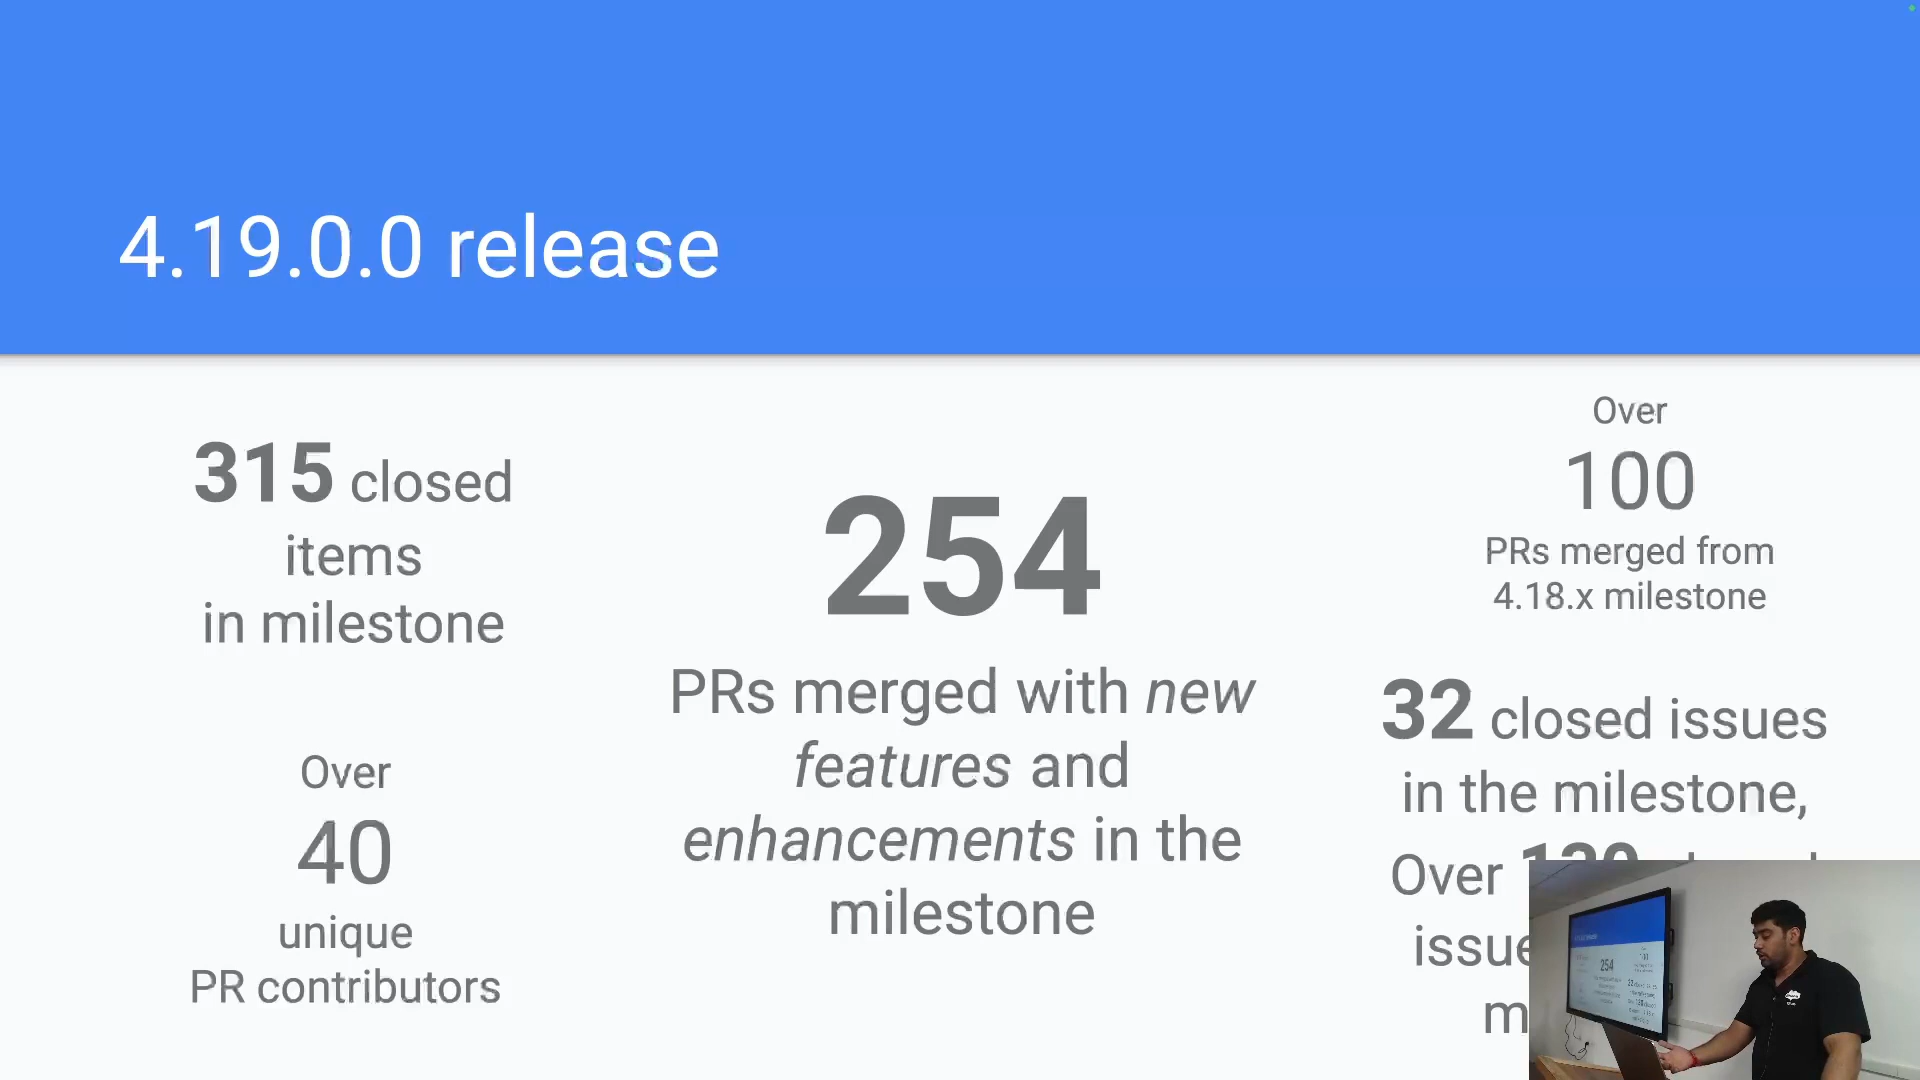 4.19.0.0 release
315 closed
items
in milestone
Over
40
unique
PR contributors
254
PRs merged with new
features and
enhancements in the
milestone
Over
100
PRs merged from
4.18.x milestone
32 closed issues
in the milestone,
Over
254